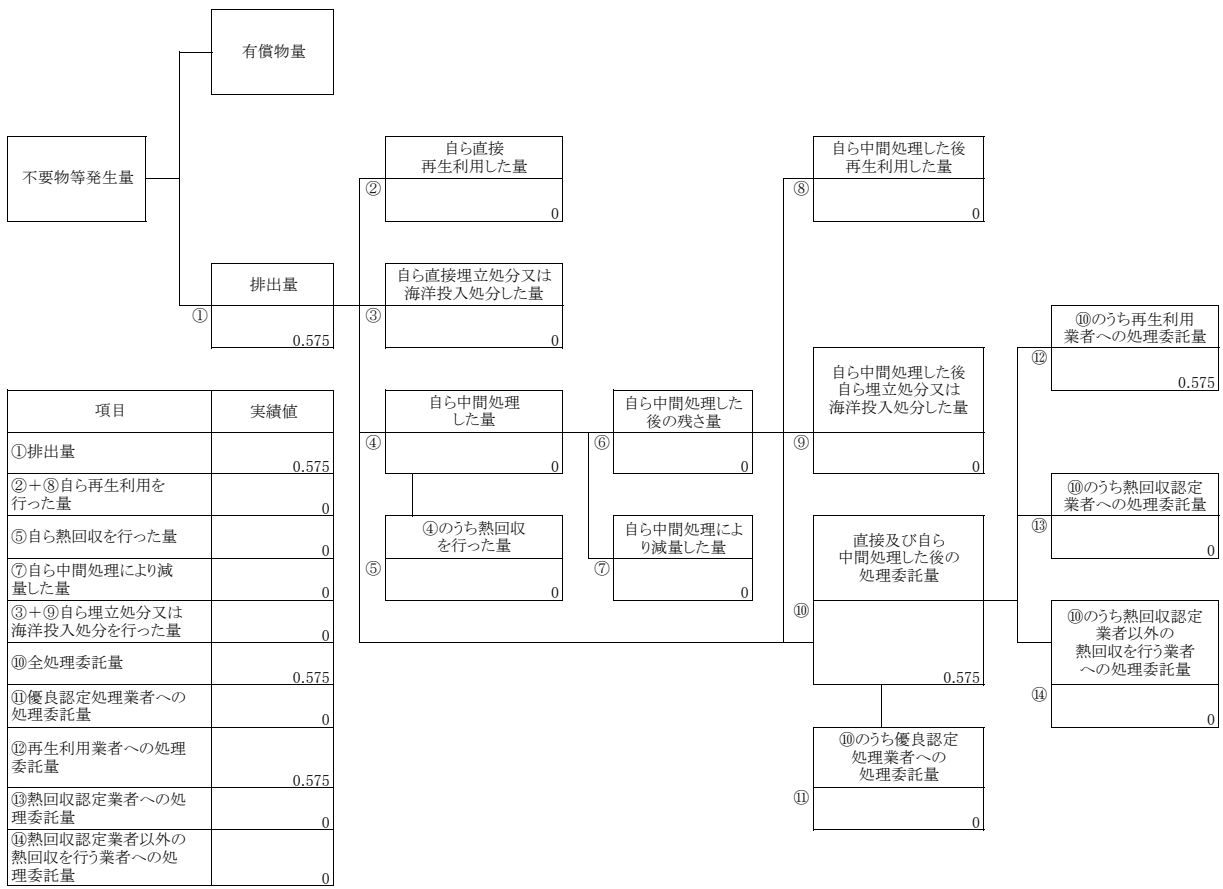 有償物量
不要物等発生量
自ら直接
再生利用した量
②
0
自ら中間処理した後
再生利用した量
⑧
0
排出量
①
0.575
自ら直接埋立処分又は
海洋投入処分した量
③
0
⑩のうち再生利用
業者への処理委託量
⑫
0.575
自ら中間処理
した量
④
0
自ら中間処理した
後の残さ量
⑥
0
自ら中間処理した後
自ら埋立処分又は
海洋投入処分した量
⑨
0
⑩のうち熱回収認定
業者への処理委託量
⑬
0
④のうち熱回収
を行った量
⑤
0
自ら中間処理によ
り減量した量
⑦
0
直接及び自ら
中間処理した後の
処理委託量
⑩
0.575
⑩のうち熱回収認定
業者以外の
熱回収を行う業者
への処理委託量
⑭
0
⑩のうち優良認定
処理業者への
処理委託量
⑪
0
項目 実績値
①排出量
0.575
②＋⑧自ら再生利用を
行った量
0
⑤自ら熱回収を行った量
0
⑦自ら中間処理により減
量した量
0
③＋⑨自ら埋立処分又は
海洋投入処分を行った量
0
⑩全処理委託量
0.575
⑪優良認定処理業者への
処理委託量
0
⑫再生利用業者への処理
委託量
0.575
⑬熱回収認定業者への処
理委託量
0
⑭熱回収認定業者以外の
熱回収を行う業者への処
理委託量
0